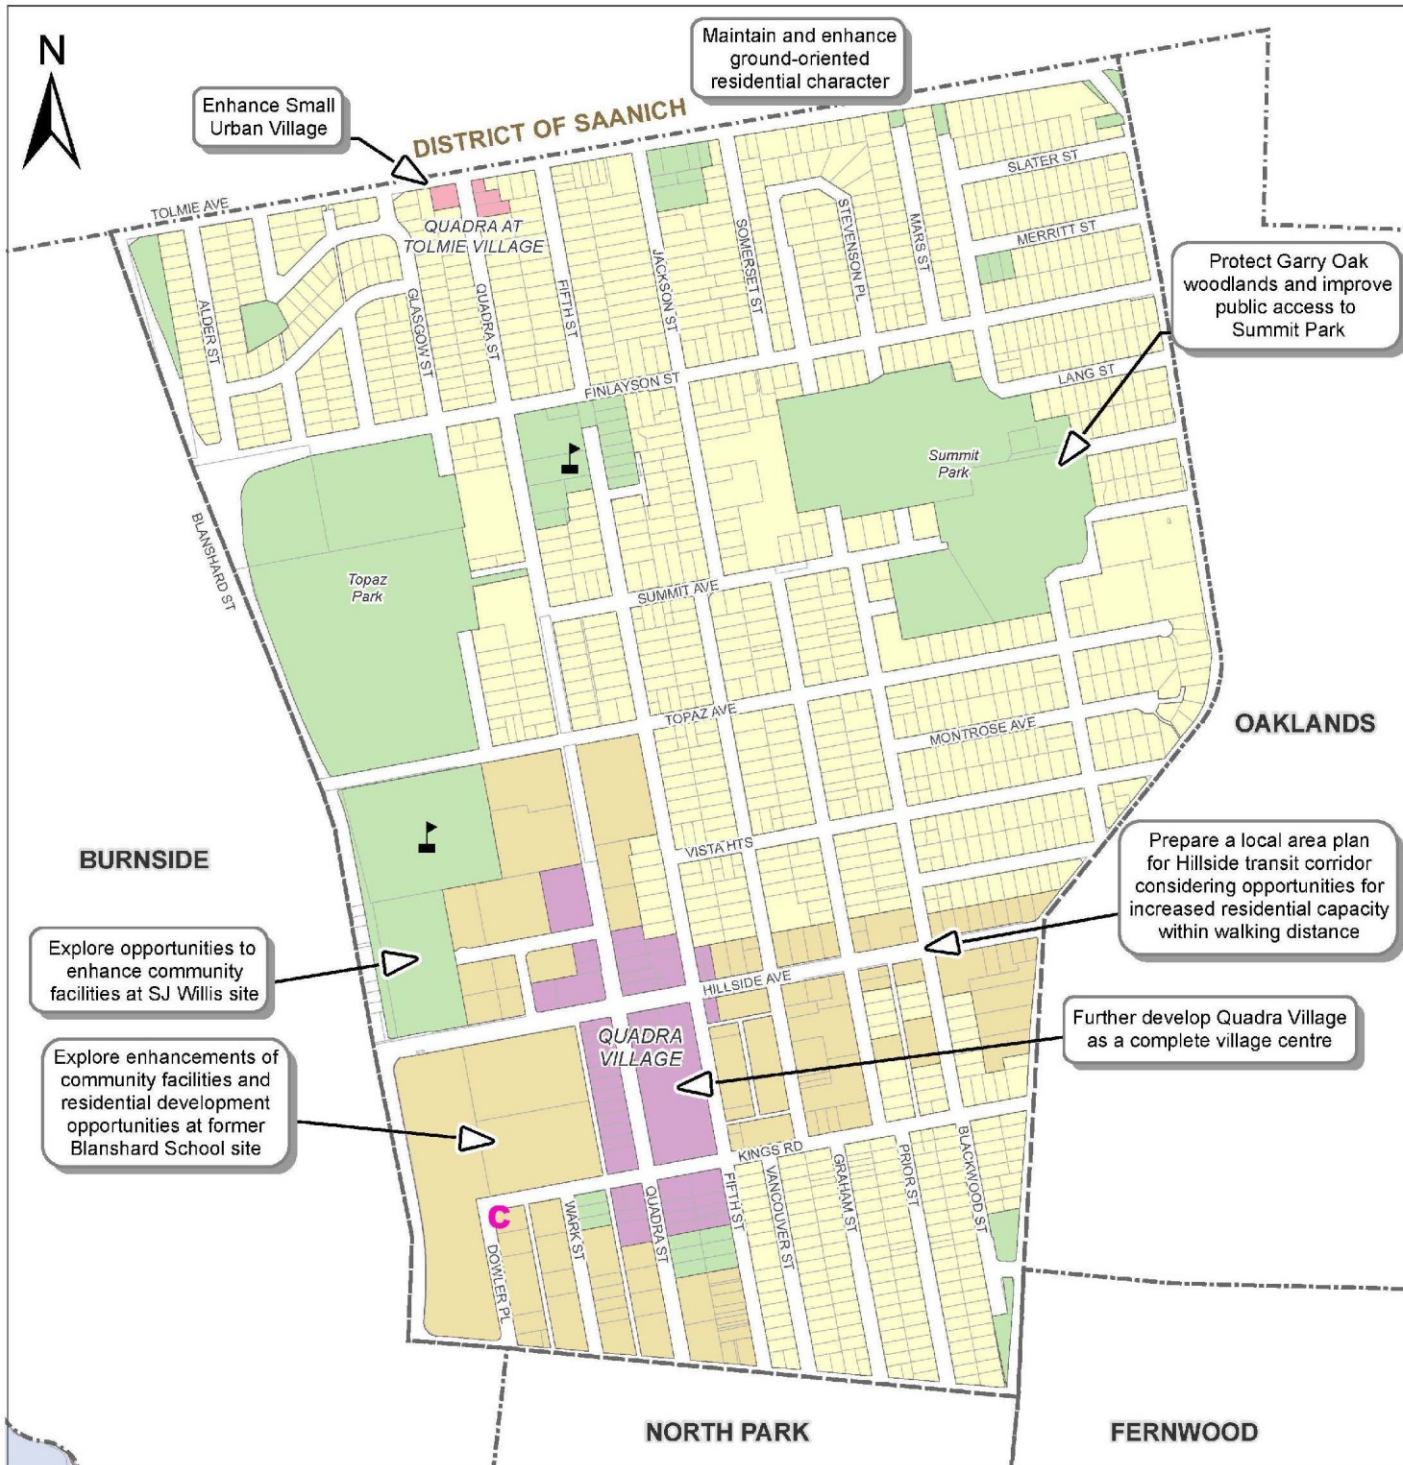 N
Maintain and enhance
ground-oriented
residential character
Enhance Small
Urban Village
DISTRICT OF SAANICH
TOLMIE AVE
QUADRA AT
TOLMIE VILLAGE
SLATER ST
MERRITT ST
ALDER ST
GLASGOW ST
QUADRA ST
FIFTH ST
JACKSON ST
SOMERSET ST
STEVENSON PL
MARS ST
Protect Garry Oak
woodlands and improve
public access to
Summit Park
FINLAYSON ST
LANG ST
Summit
Park
BLANSHARD ST
Topaz
Park
SUMMIT AVE
TOPAZ AVE
MONTROSE AVE
OAKLANDS
BURNSIDE
VISTA HTS
Prepare a local area plan
for Hillside transit corridor
considering opportunities for
increased residential capacity
within walking distance
Explore opportunities to
enhance community
facilities at SJ Willis site
HILLSIDE AVE
QUADRA
VILLAGE
Further develop Quadra Village
as a complete village centre
Explore enhancements of
community facilities and
residential development
opportunities at former
Blanshard School site
KINGS RD
C
DOWLER PL
WARK ST
QUADRA ST
FIFTH ST
VANCOUVER ST
GRAHAM ST
PRIOR ST
BLACKWOOD ST
NORTH PARK
FERNWOOD